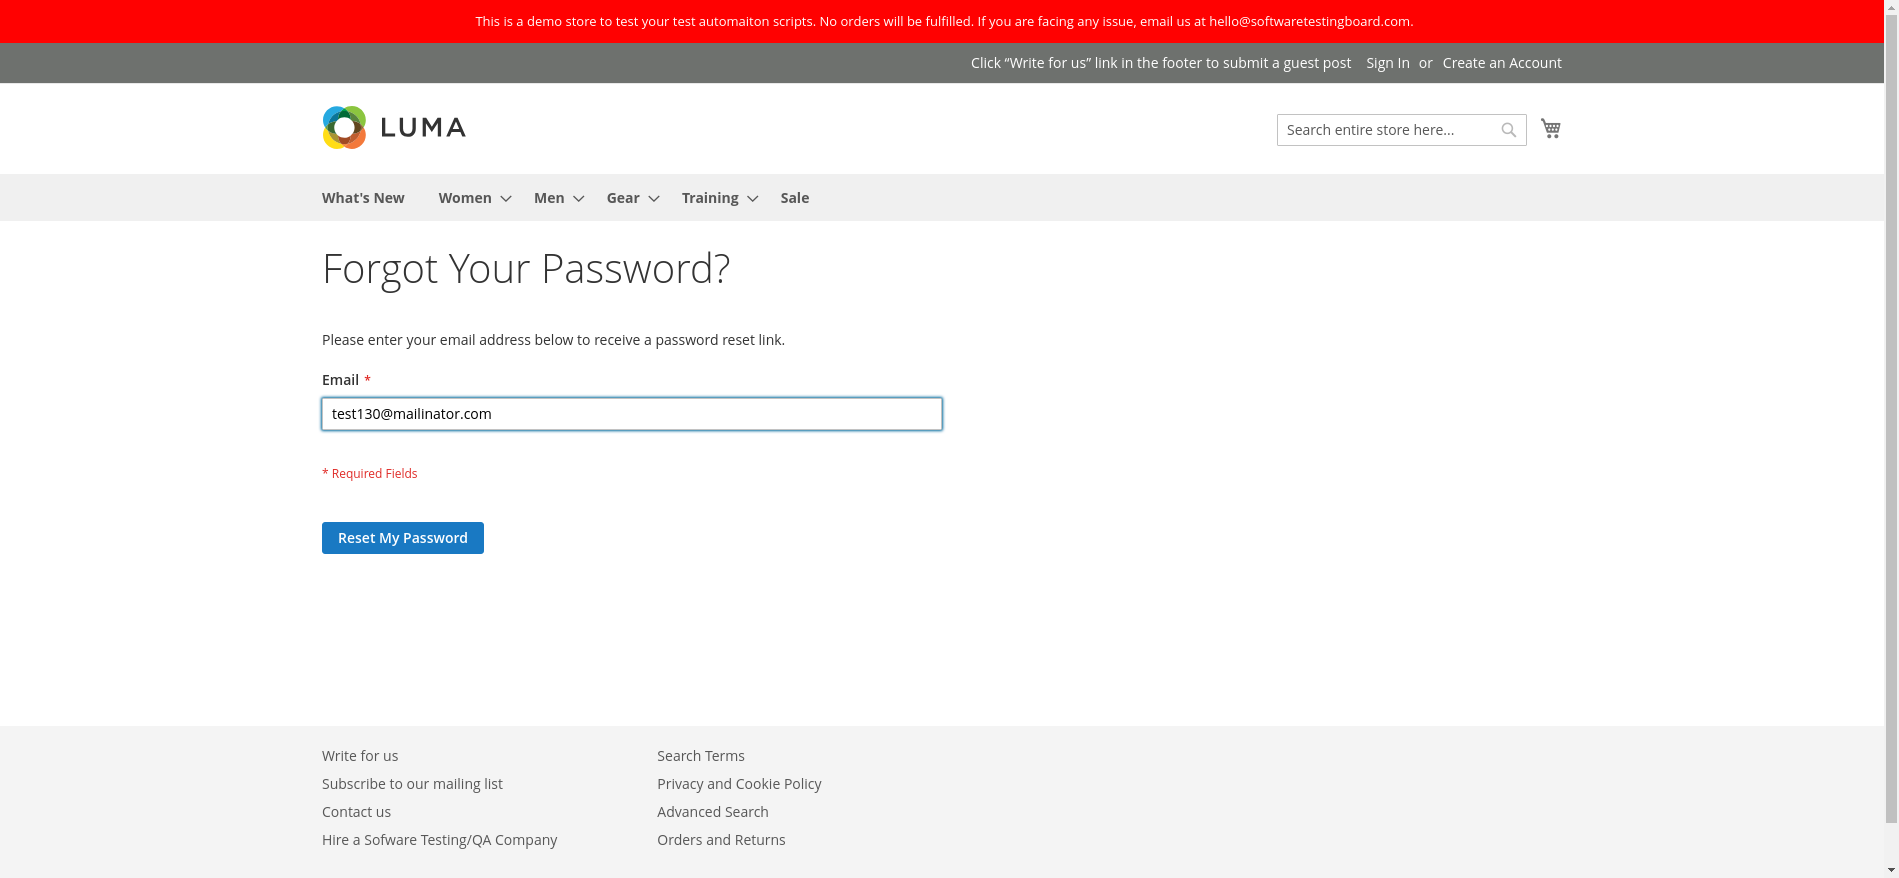 This is a demo store to test your test automaiton scripts. No orders will be fulfilled. If you are facing any issue, email us at hello@softwaretestingboard.com.
Click “Write for us” link in the footer to submit a guest post Sign In or Create an Account
LUMA
Search entire store here...
What's New Women Men Gear Training Sale
Forgot Your Password?
Please enter your email address below to receive a password reset link.
Email *
test130@mailinator.com
* Required Fields
Reset My Password
Write for us
Subscribe to our mailing list
Contact us
Hire a Sofware Testing/QA Company
Search Terms
Privacy and Cookie Policy
Advanced Search
Orders and Returns